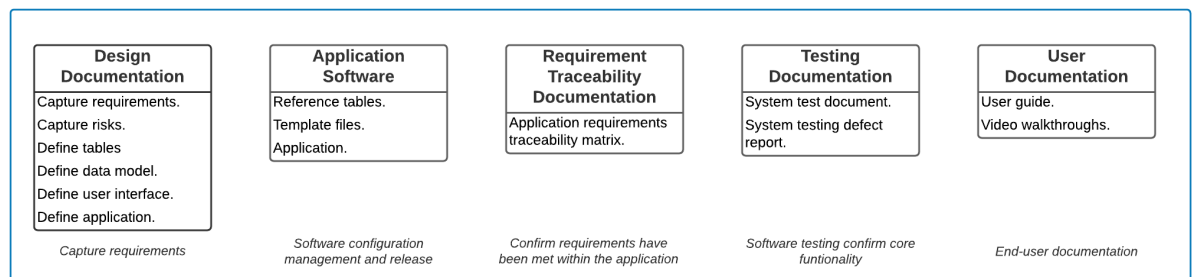 Design
Documentation
Capture requirements.
Capture risks.
Define tables
Define data model.
Define user interface.
Define application.
Capture requirements
Application
Software
Reference tables.
Template files.
Application.
Software configuration
management and release
Requirement
Traceability
Documentation
Application requirements
traceability matrix.
Confirm requirements have
been met within the application
Testing
Documentation
System test document.
System testing defect
report.
Software testing confirm core
funtionality
User
Documentation
User guide.
Video walkthroughs.
End-user documentation